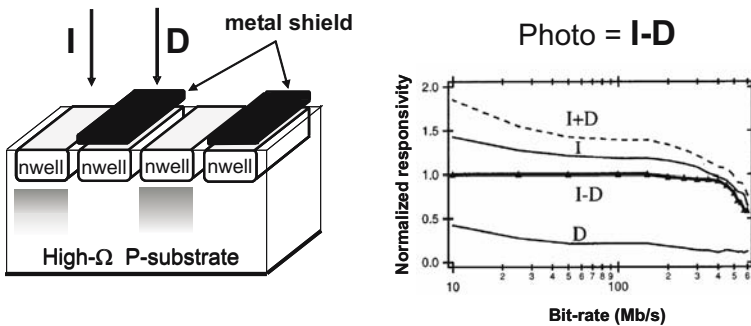 I D metal shield
nwell nwell nwell nwell
High-Ω P-substrate
Photo = I-D
Normalized responsivity
2.0
1.5
1.0
0.5
0.0
I+D
I
I-D
D
10 2 3 4 5 6 7 8 9 100 2 3 4 5 6
Bit-rate (Mb/s)